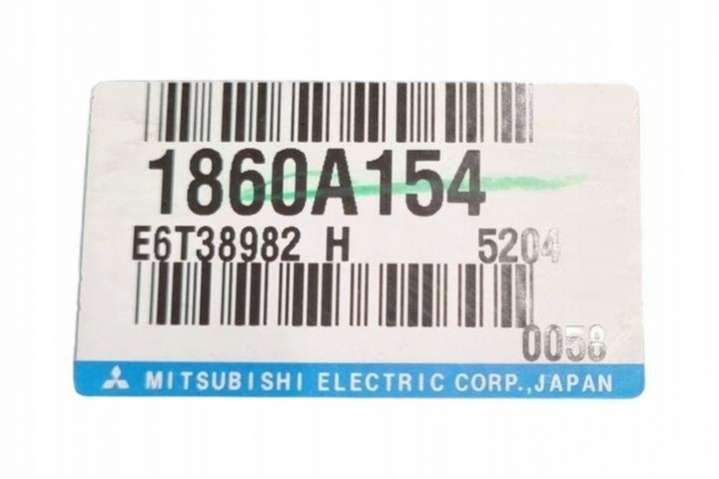 1860A154
E6T38982 H 5204
0058
MITSUBISHI ELECTRIC CORP.,JAPAN